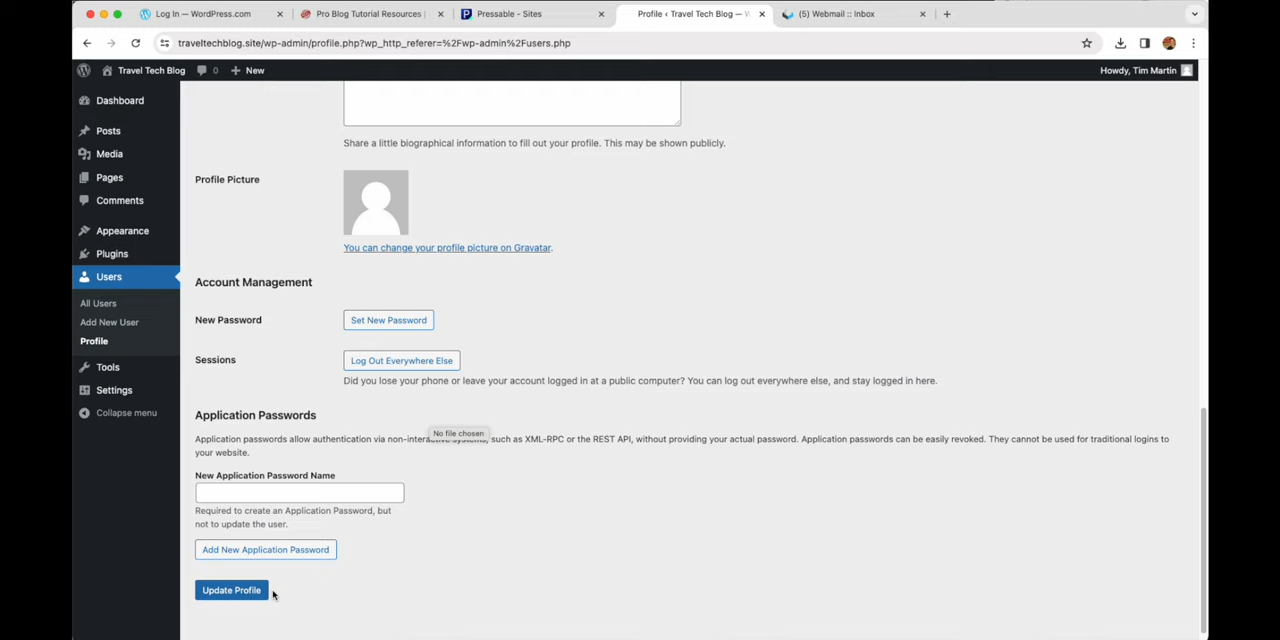 Log In — WordPress.com
Pro Blog Tutorial Resources |
Pressable - Sites
Profile ‹ Travel Tech Blog —
(5) Webmail :: Inbox
traveltechblog.site/wp-admin/profile.php?wp_http_referer=%2Fwp-admin%2Fusers.php
Travel Tech Blog
0
New
Howdy, Tim Martin
Dashboard
Posts
Media
Pages
Comments
Appearance
Plugins
Users
All Users
Add New User
Profile
Tools
Settings
Collapse menu
Share a little biographical information to fill out your profile. This may be shown publicly.
Profile Picture
You can change your profile picture on Gravatar.
Account Management
New Password
Set New Password
Sessions
Log Out Everywhere Else
Did you lose your phone or leave your account logged in at a public computer? You can log out everywhere else, and stay logged in here.
Application Passwords
No file chosen
Application passwords allow authentication via non-interactive systems, such as XML-RPC or the REST API, without providing your actual password. Application passwords can be easily revoked. They cannot be used for traditional logins to
your website.
New Application Password Name
Required to create an Application Password, but
not to update the user.
Add New Application Password
Update Profile